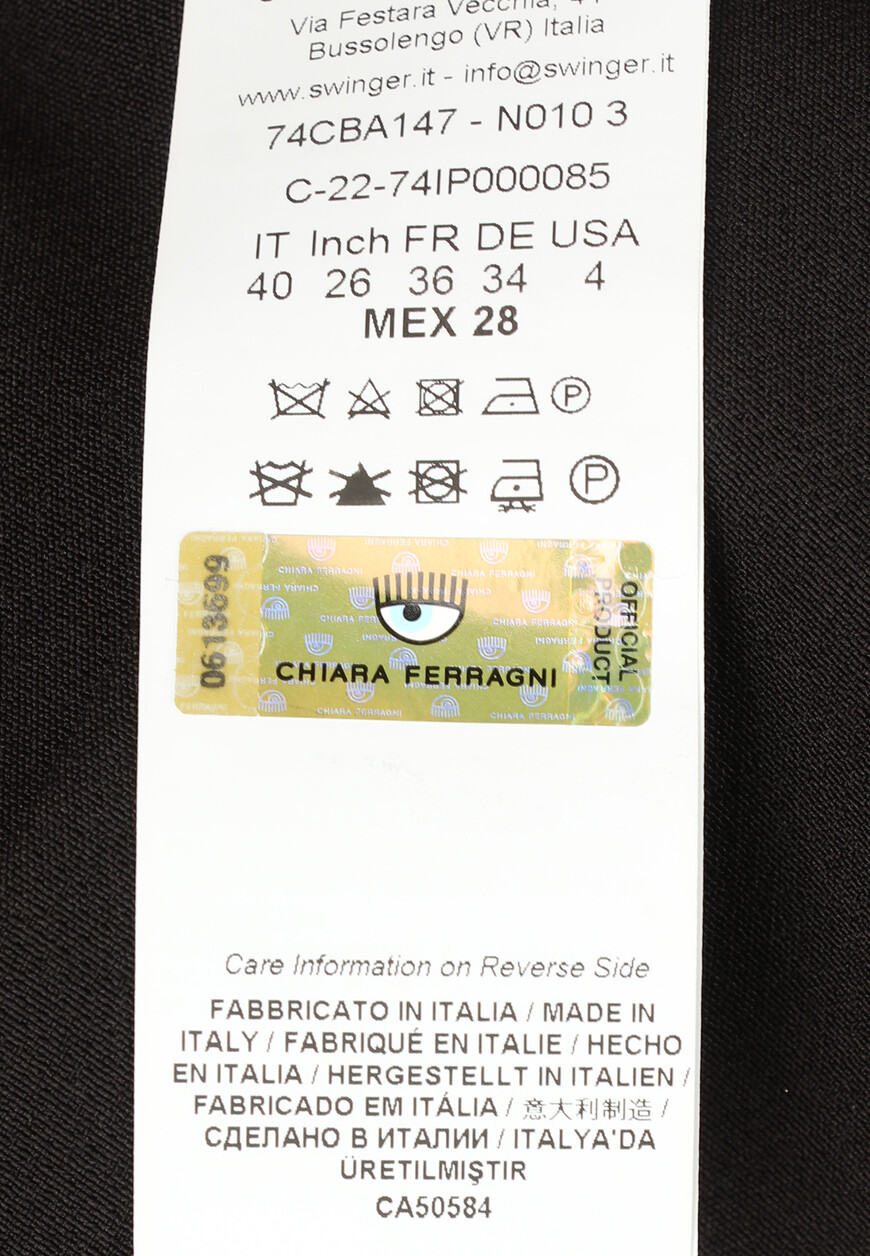 Via Festara Vecchia,
Bussolengo (VR) Italia
www.swinger.it - info@swinger.it
74CBA147 - N010 3
C-22-74IP000085
IT Inch FR DE USA
40 26 36 34 4
MEX 28
P
P
0613699
CHIARA FERRAGNI
OFFICIAL
PRODUCT
Care Information on Reverse Side
FABBRICATO IN ITALIA / MADE IN
ITALY / FABRIQUÉ EN ITALIE / HECHO
EN ITALIA / HERGESTELLT IN ITALIEN /
FABRICADO EM ITÁLIA / 意大利制造 /
СДЕЛАНО В ИТАЛИИ / ITALYA'DA
ÜRETILMIŞTIR
CA50584